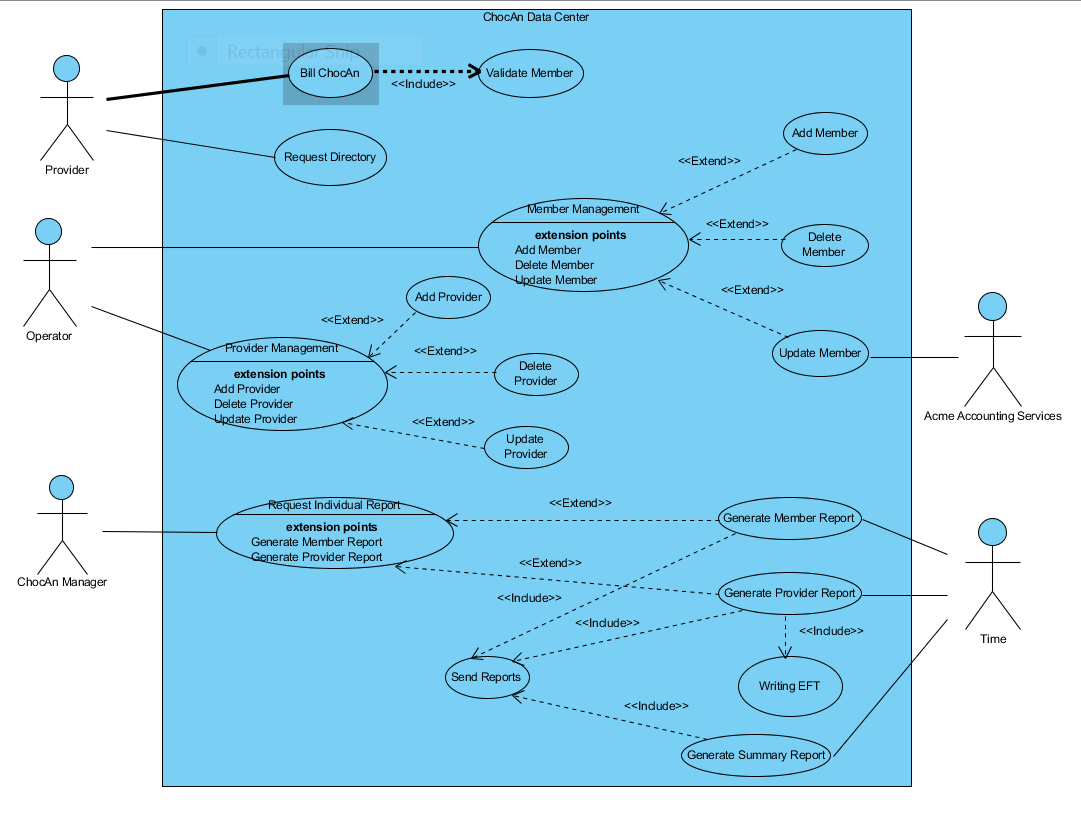 ChocAn Data Center
Rectangular Snip
Bill ChocAn
<<Include>>
Validate Member
Provider
Request Directory
Add Member
<<Extend>>
Member Management
extension points
Add Member
Delete Member
Update Member
<<Extend>>
Delete
Member
<<Extend>>
Update Member
Operator
Add Provider
<<Extend>>
Provider Management
extension points
Add Provider
Delete Provider
Update Provider
<<Extend>>
Delete
Provider
<<Extend>>
Update
Provider
Acme Accounting Services
Request Individual Report
extension points
Generate Member Report
Generate Provider Report
<<Extend>>
Generate Member Report
ChocAn Manager
<<Extend>>
Generate Provider Report
<<Include>>
<<Include>>
<<Include>>
Time
Send Reports
Writing EFT
<<Include>>
Generate Summary Report